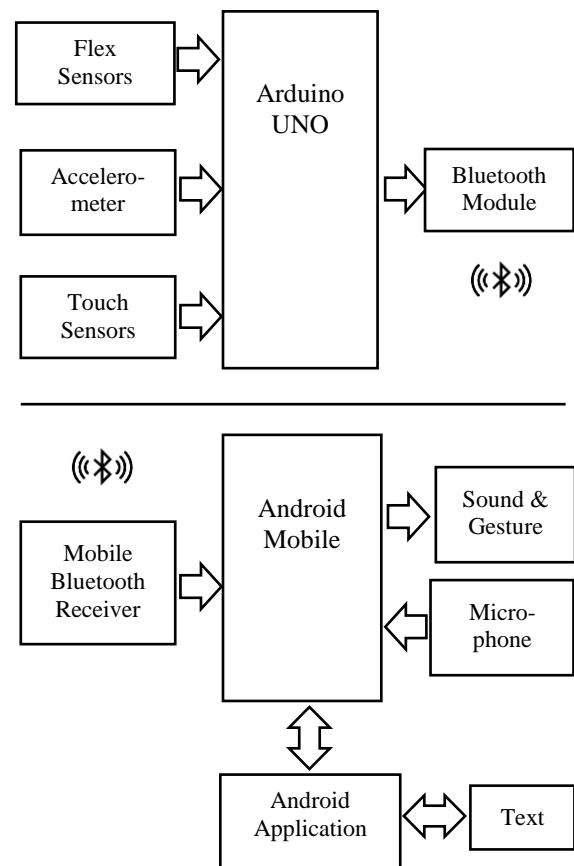 Flex
Sensors
Arduino
UNO
Accelero-
meter
Bluetooth
Module
Touch
Sensors
Android
Mobile
Sound &
Gesture
Mobile
Bluetooth
Receiver
Micro-
phone
Android
Application
Text